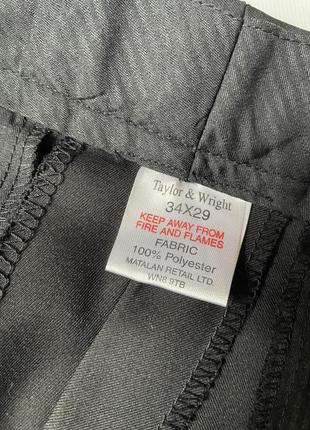 Taylor & Wright
34X29
KEEP AWAY FROM
FIRE AND FLAMES
FABRIC
100% Polyester
MATALAN RETAIL LTD.
WN8 9TB